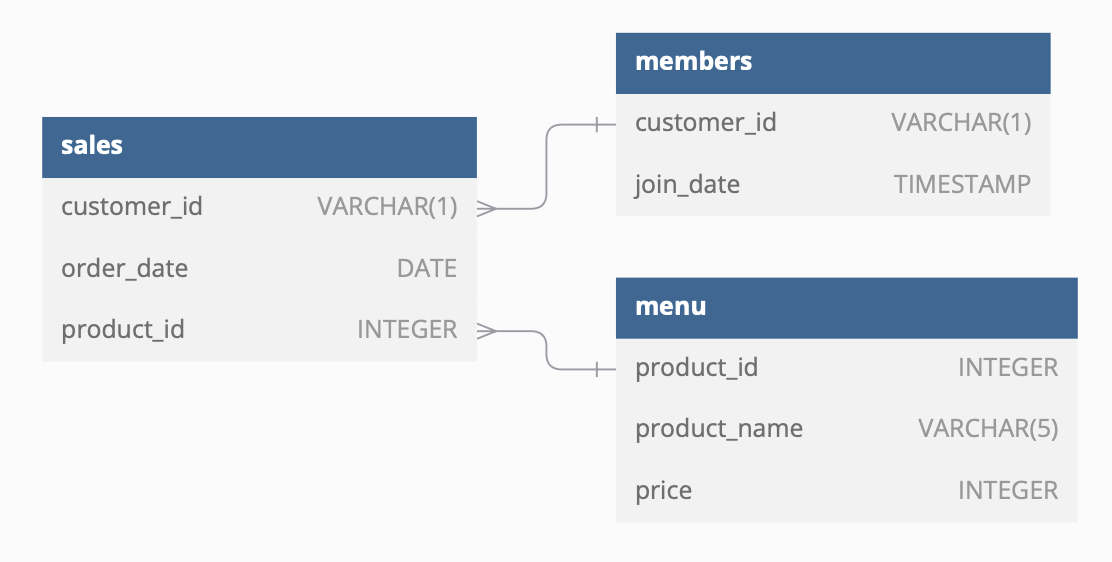 sales
customer_id VARCHAR(1)
order_date DATE
product_id INTEGER
members
customer_id VARCHAR(1)
join_date TIMESTAMP
menu
product_id INTEGER
product_name VARCHAR(5)
price INTEGER